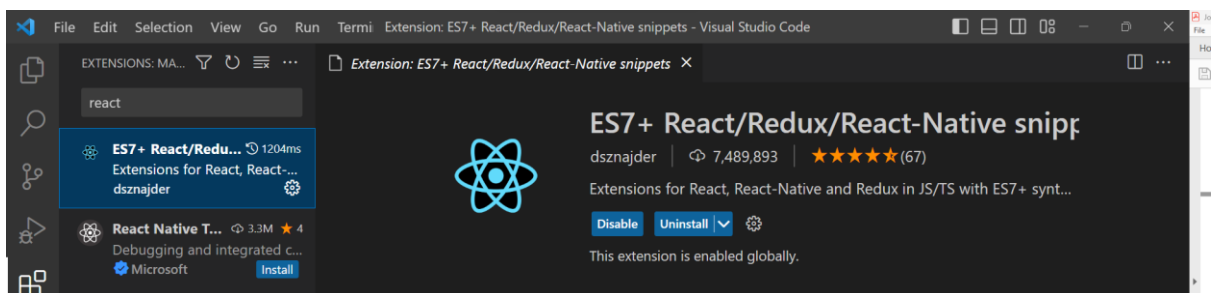 File Edit Selection View Go Run Termi Extension: ES7+ React/Redux/React-Native snippets - Visual Studio Code
EXTENSIONS: MA...
Extension: ES7+ React/Redux/React-Native snippets
react
ES7+ React/Redu... 1204ms
Extensions for React, React-...
dsznajder
React Native T... 3.3M ★ 4
Debugging and integrated c...
Microsoft Install
ES7+ React/Redux/React-Native snipp
dsznajder 7,489,893 (67)
Extensions for React, React-Native and Redux in JS/TS with ES7+ synt...
Disable Uninstall
This extension is enabled globally.
Jo
File
Ho